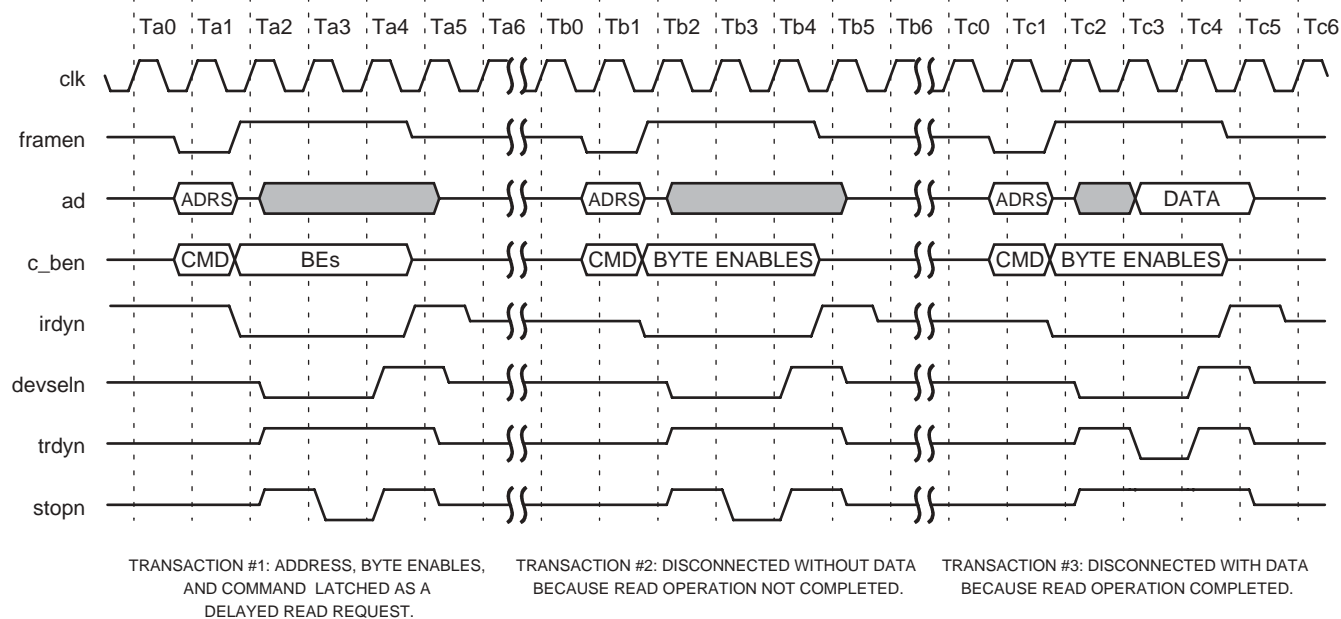 Ta0 Ta1 Ta2 Ta3 Ta4 Ta5 Ta6 Tb0 Tb1 Tb2 Tb3 Tb4 Tb5 Tb6 Tc0 Tc1 Tc2 Tc3 Tc4 Tc5 Tc6
clk
framen
ad ADRS ADRS ADRS DATA
c_ben CMD BEs CMD BYTE ENABLES CMD BYTE ENABLES
irdyn
devseln
trdyn
stopn
TRANSACTION #1: ADDRESS, BYTE ENABLES,
AND COMMAND LATCHED AS A
DELAYED READ REQUEST.
TRANSACTION #2: DISCONNECTED WITHOUT DATA
BECAUSE READ OPERATION NOT COMPLETED.
TRANSACTION #3: DISCONNECTED WITH DATA
BECAUSE READ OPERATION COMPLETED.